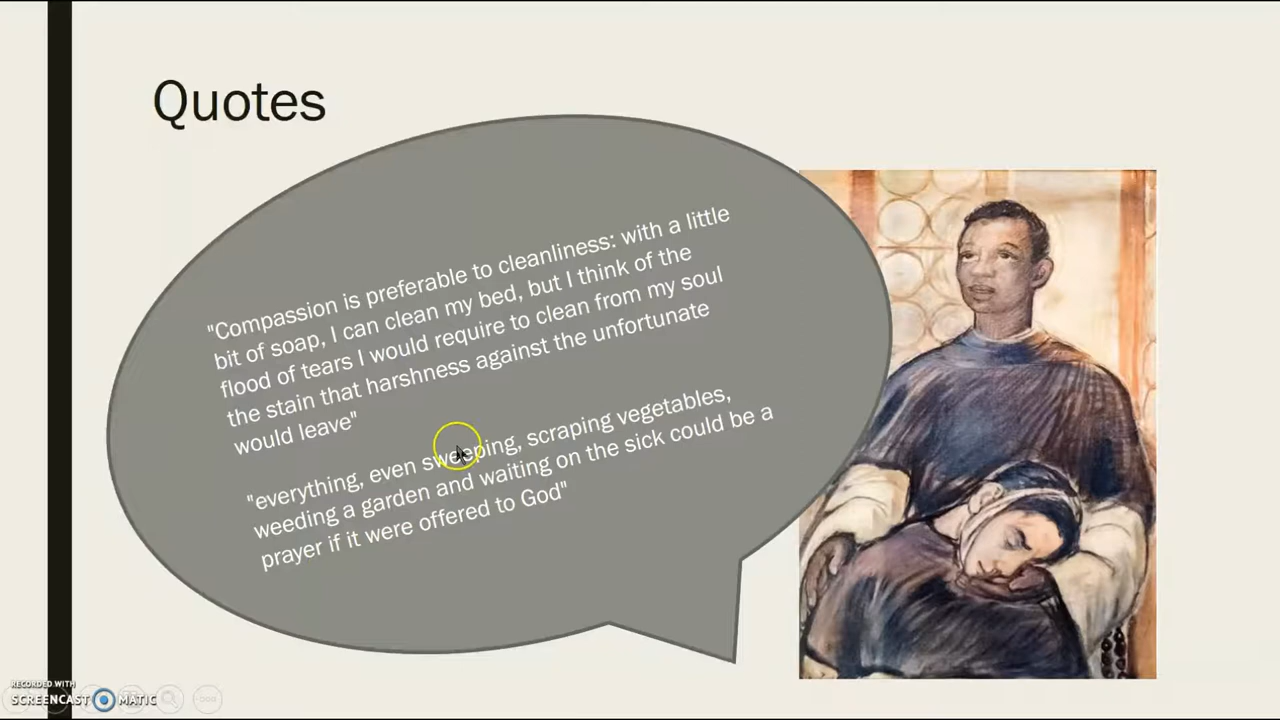 Quotes
"Compassion is preferable to cleanliness: with a little
bit of soap, I can clean my bed, but I think of the
flood of tears I would require to clean from my soul
the stain that harshness against the unfortunate
would leave"
"everything, even sweeping, scraping vegetables,
weeding a garden and waiting on the sick could be a
prayer if it were offered to God"
RECORDED WITH
SCREENCAST MATIC